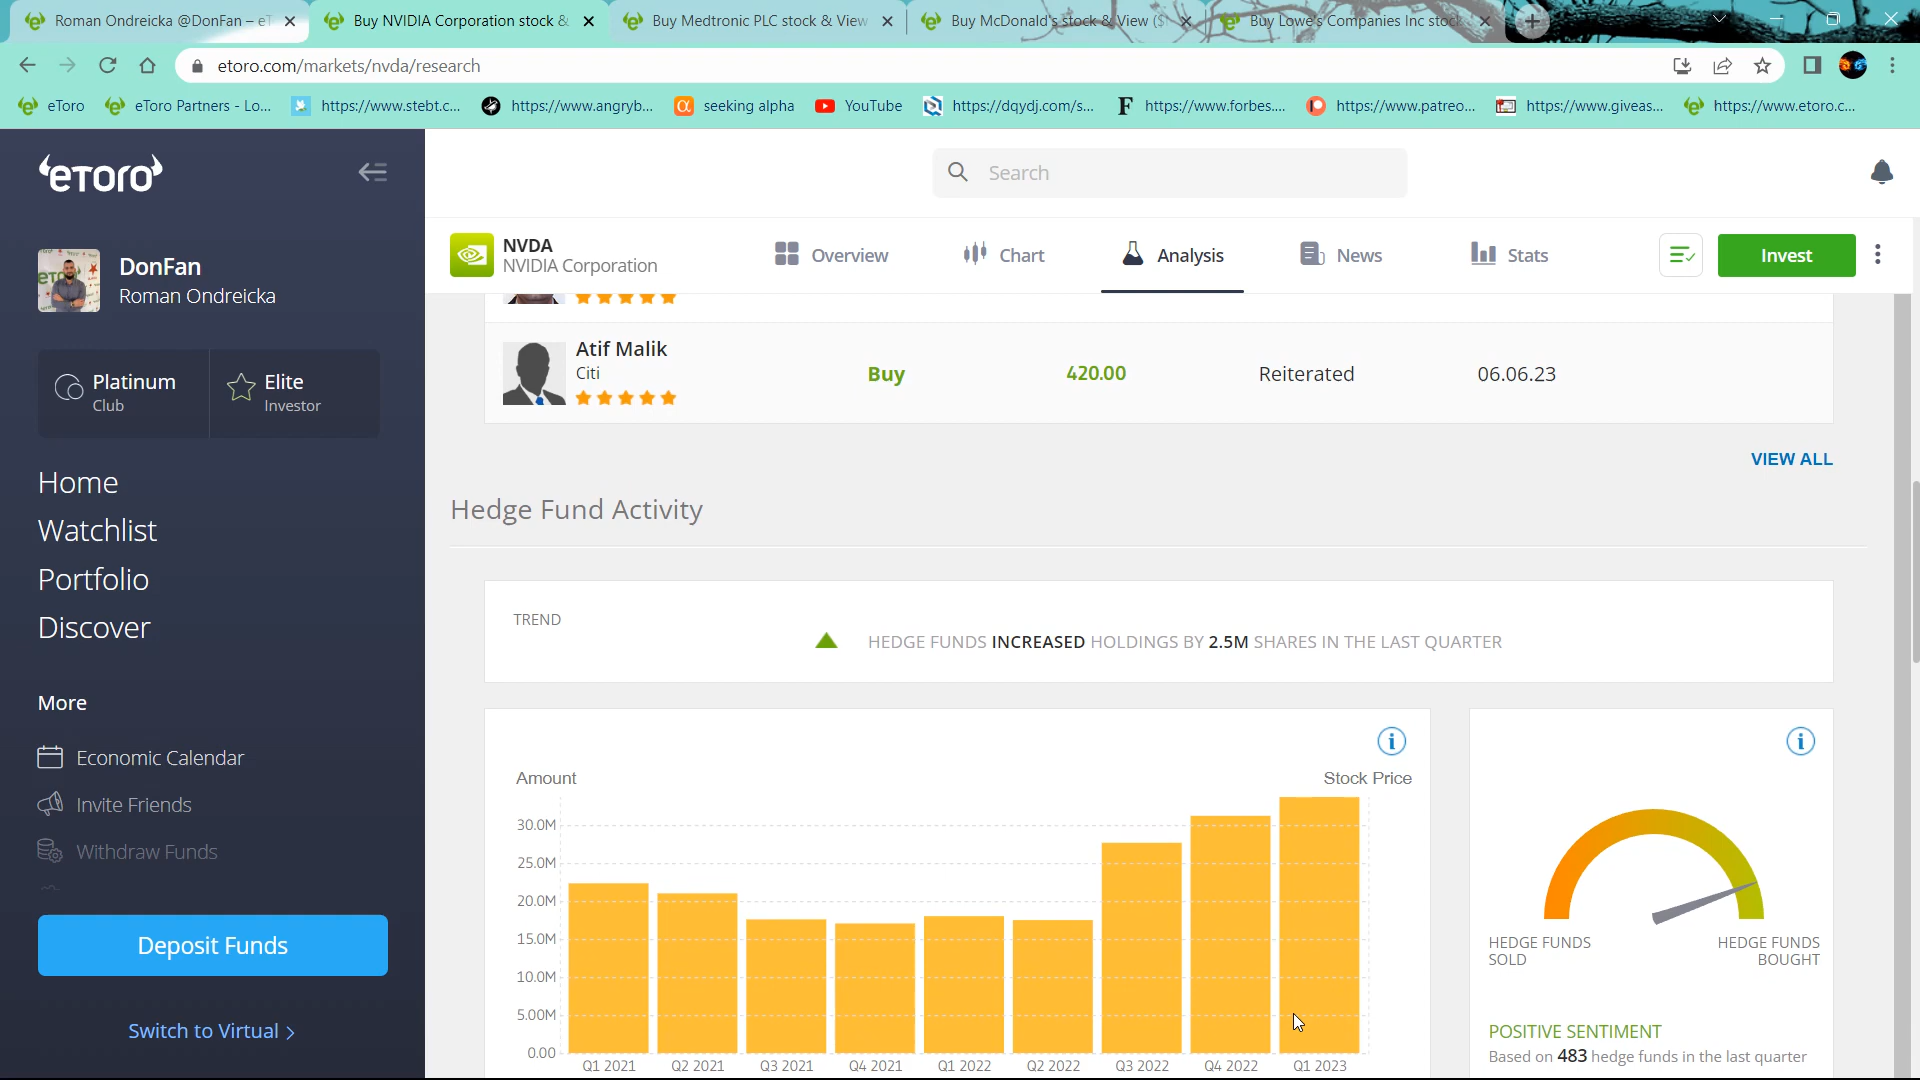 Roman Ondreicka @DonFan – eT
Buy NVIDIA Corporation stock &
Buy Medtronic PLC stock & View
Buy McDonald's stock & View ($
Buy Lowe's Companies Inc stoc
etoro.com/markets/nvda/research
eToro
eToro Partners - Lo...
https://www.stebt.c...
https://www.angryb...
seeking alpha
YouTube
https://dqydj.com/s...
https://www.forbes....
https://www.patreo...
https://www.giveas...
https://www.etoro.c...
eToro
Search
DonFan
Roman Ondreicka
Platinum
Club
Elite
Investor
Home
Watchlist
Portfolio
Discover
More
Economic Calendar
Invite Friends
Withdraw Funds
Deposit Funds
Switch to Virtual >
NVDA
NVIDIA Corporation
Overview
Chart
Analysis
News
Stats
Invest
Atif Malik
Citi
Buy
420.00
Reiterated
06.06.23
VIEW ALL
Hedge Fund Activity
TREND
HEDGE FUNDS INCREASED HOLDINGS BY 2.5M SHARES IN THE LAST QUARTER
Amount
Stock Price
30.0M
25.0M
20.0M
15.0M
10.0M
5.00M
0.00
Q1 2021
Q2 2021
Q3 2021
Q4 2021
Q1 2022
Q2 2022
Q3 2022
Q4 2022
Q1 2023
HEDGE FUNDS
SOLD
HEDGE FUNDS
BOUGHT
POSITIVE SENTIMENT
Based on 483 hedge funds in the last quarter